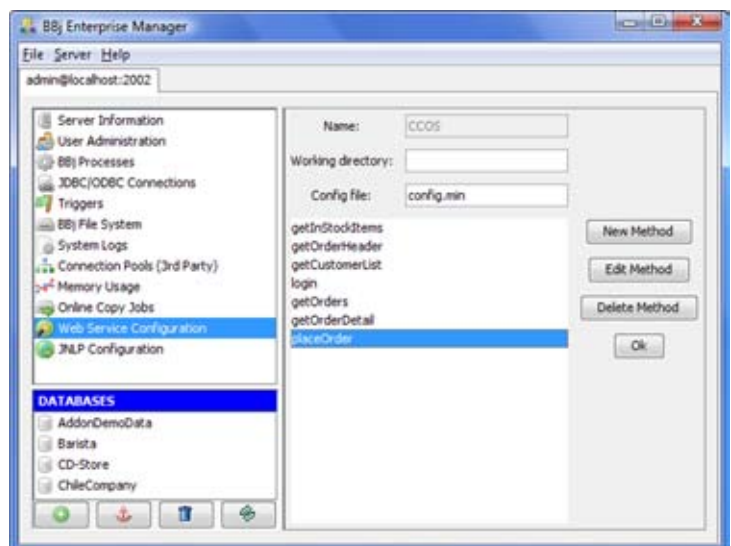 BBj Enterprise Manager
File Server Help
admin@localhost:2002
Server Information
User Administration
BBj Processes
JDBC/ODBC Connections
Triggers
BBj File System
System Logs
Connection Pools (3rd Party)
Memory Usage
Online Copy Jobs
Web Service Configuration
JNLP Configuration
DATABASES
AddonDemoData
Barista
CD-Store
ChileCompany
Name: CCOS
Working directory:
Config file: config.min
getInStockItems
getOrderHeader
getCustomerList
login
getOrders
getOrderDetail
placeOrder
New Method
Edit Method
Delete Method
Ok